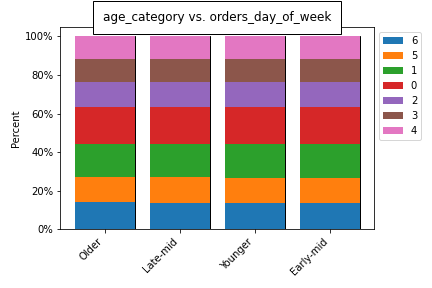 age_category vs. orders_day_of_week
100%
80%
60%
40%
20%
0%
Percent
Older
Late-mid
Younger
Early-mid
6
5
1
0
2
3
4